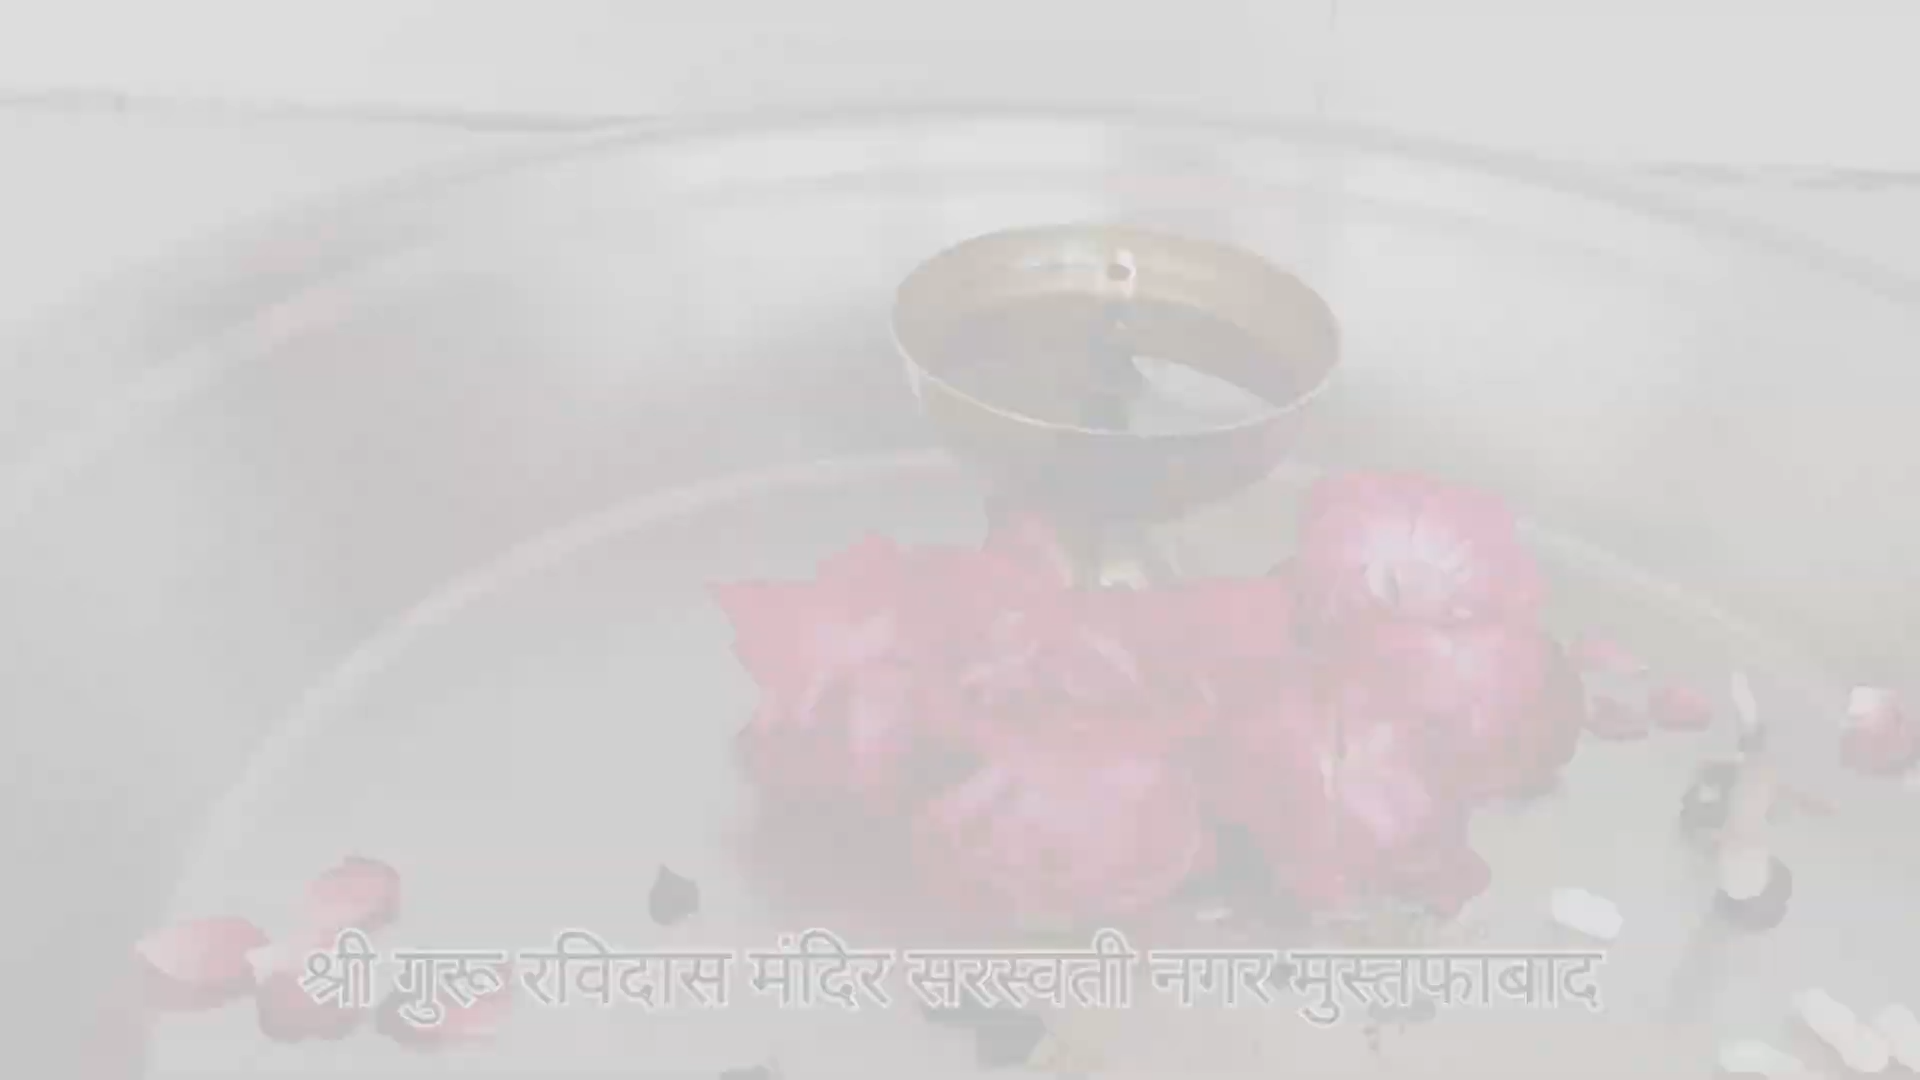 श्री गुरू रविदास मंदिर सरस्वती नगर मुस्तफाबाद